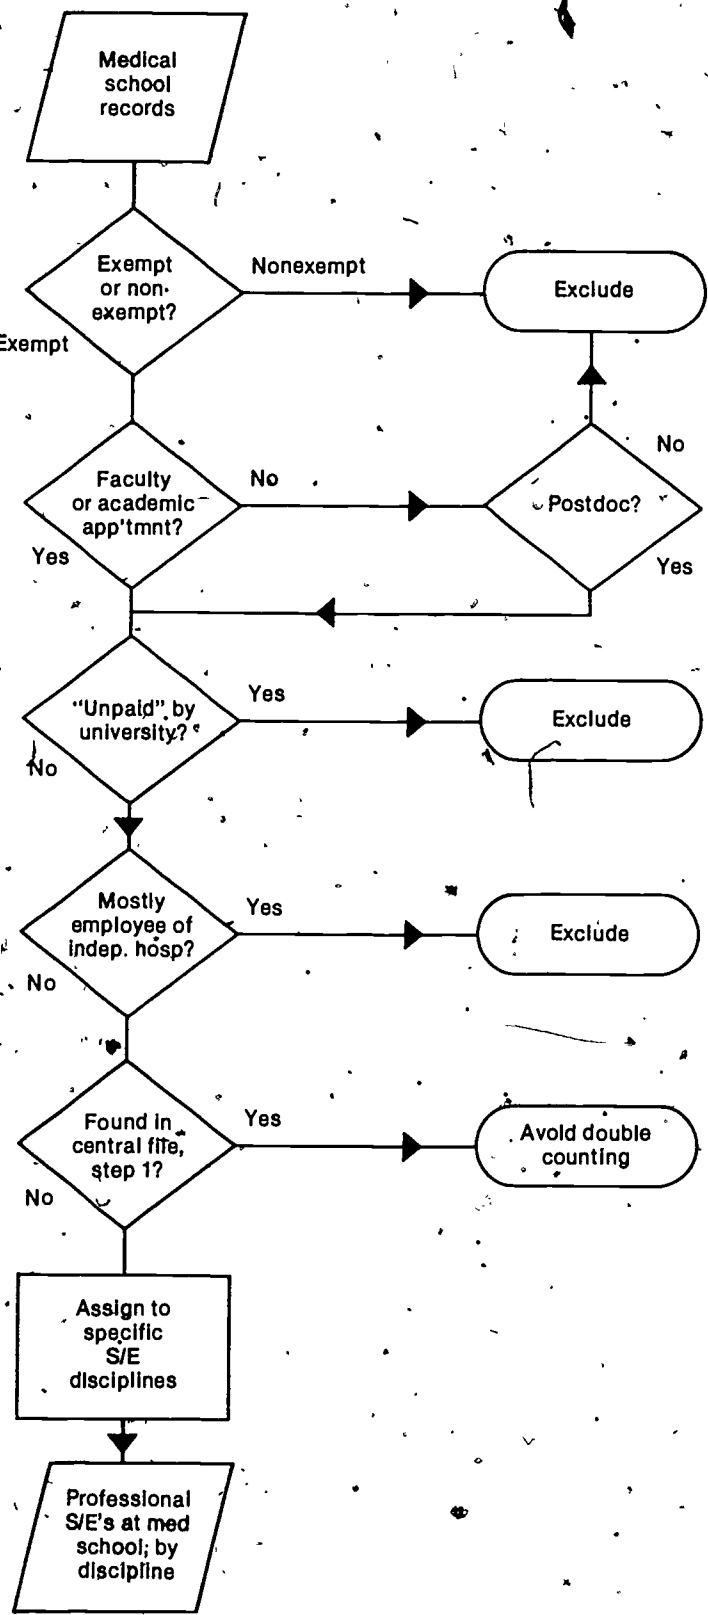 Medical
school
records
Exempt
or non-
exempt?
Nonexempt
Exclude
Exempt
Faculty
or academic
app'tmnt?
No
Postdoc?
No
Yes
Yes
"Unpaid" by
university?
Yes
Exclude
No
Mostly
employee of
indep. hosp?
Yes
Exclude
No
Found in
central file,
step 1?
Yes
Avoid double
counting
No
Assign to
specific
S/E
disciplines
Professional
S/E's at med
school; by
discipline